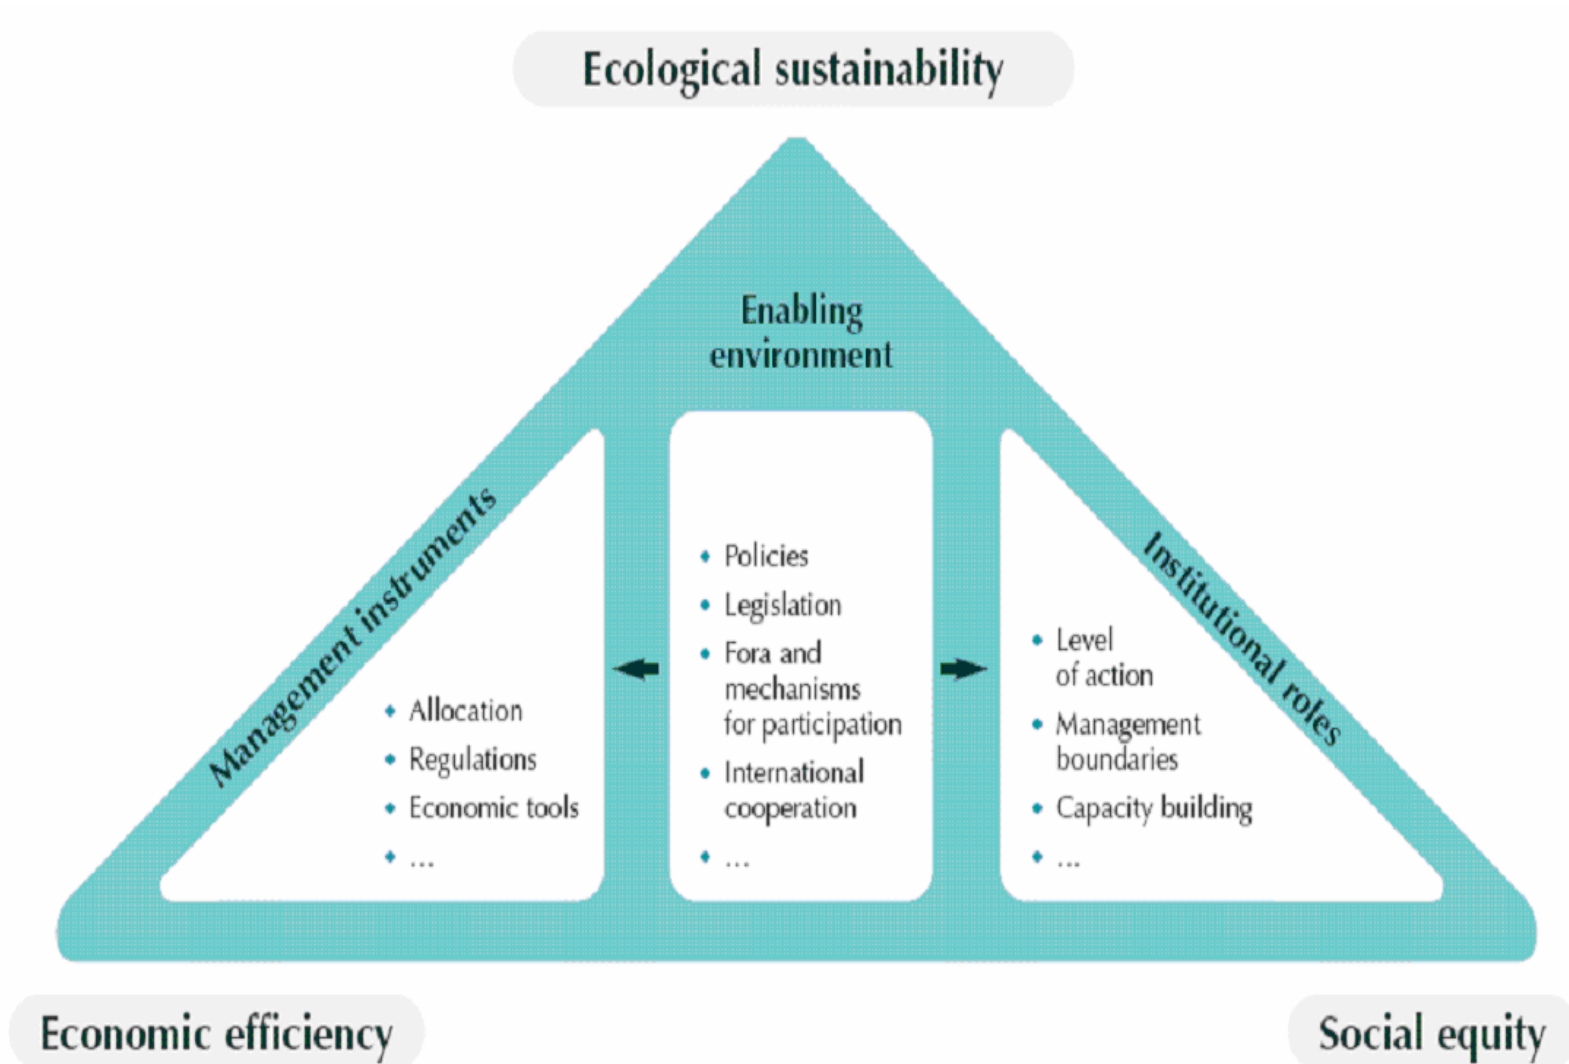 Ecological sustainability
Enabling
environment
Management instruments
• Allocation
• Regulations
• Economic tools
• ...
• Policies
• Legislation
• Fora and
mechanisms
for participation
• International
cooperation
• ...
Institutional roles
• Level
of action
• Management
boundaries
• Capacity building
• ...
Economic efficiency
Social equity